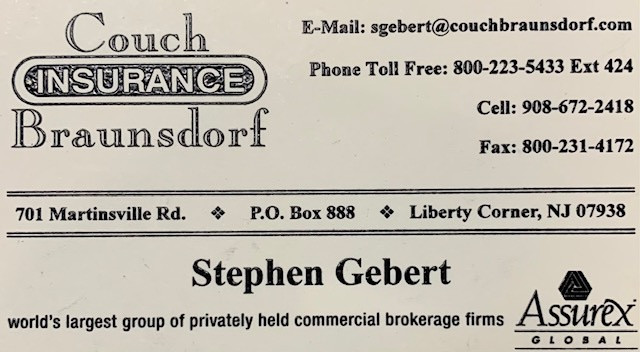 Couch
INSURANCE
Braunsdorf
E-Mail: sgebert@couchbraunsdorf.com
Phone Toll Free: 800-223-5433 Ext 424
Cell: 908-672-2418
Fax: 800-231-4172
701 Martinsville Rd. ❖ P.O. Box 888 ❖ Liberty Corner, NJ 07938
Stephen Gebert
world's largest group of privately held commercial brokerage firms
Assurex
GLOBAL